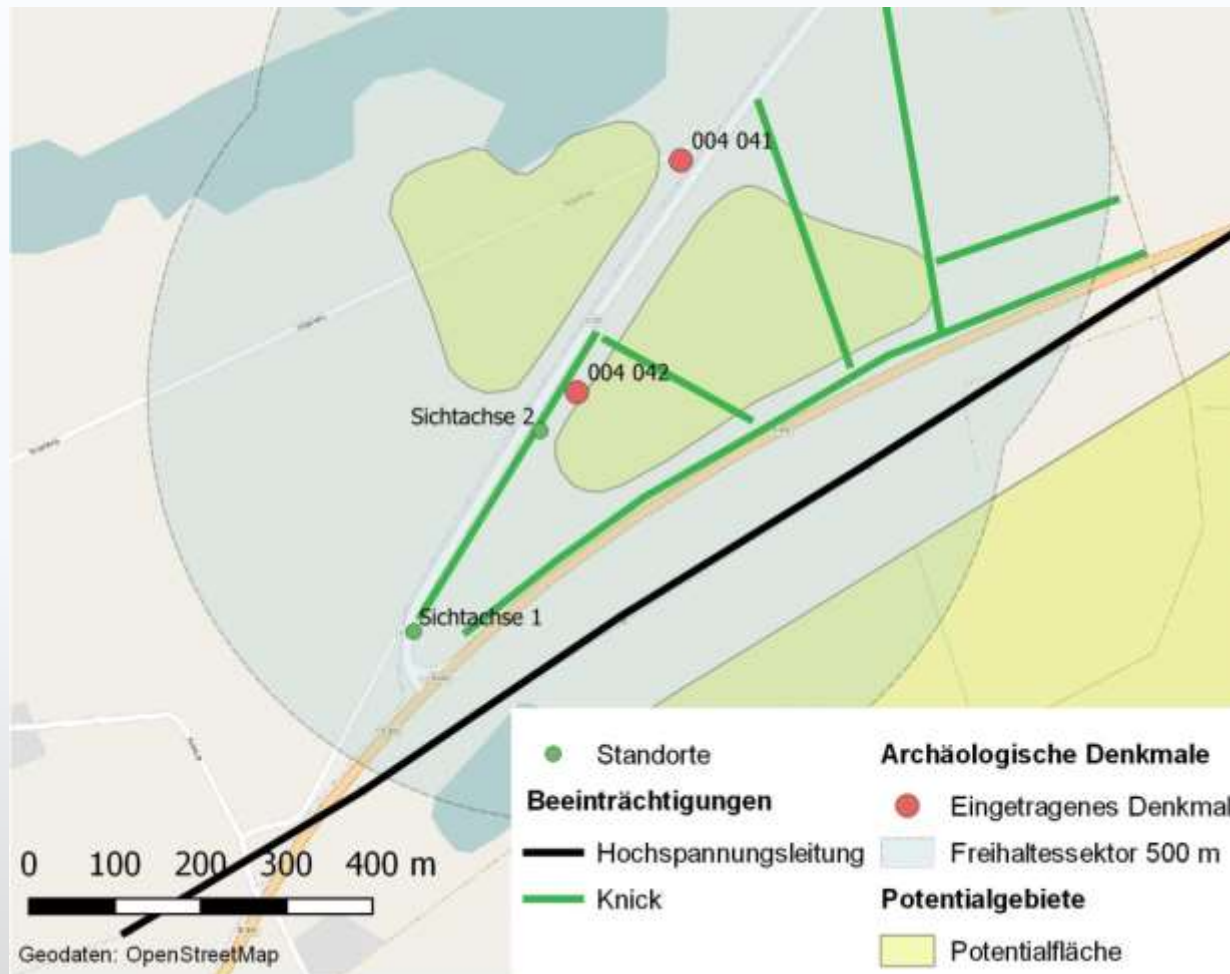 004 041
004 042
Sichtachse 2
Sichtachse 1
0 100 200 300 400 m
Geodaten: OpenStreetMap
Standorte
Beeinträchtigungen
Hochspannungsleitung
Knick
Archäologische Denkmale
Eingetragenes Denkmal
Freihaltessektor 500 m
Potentialgebiete
Potentialfläche